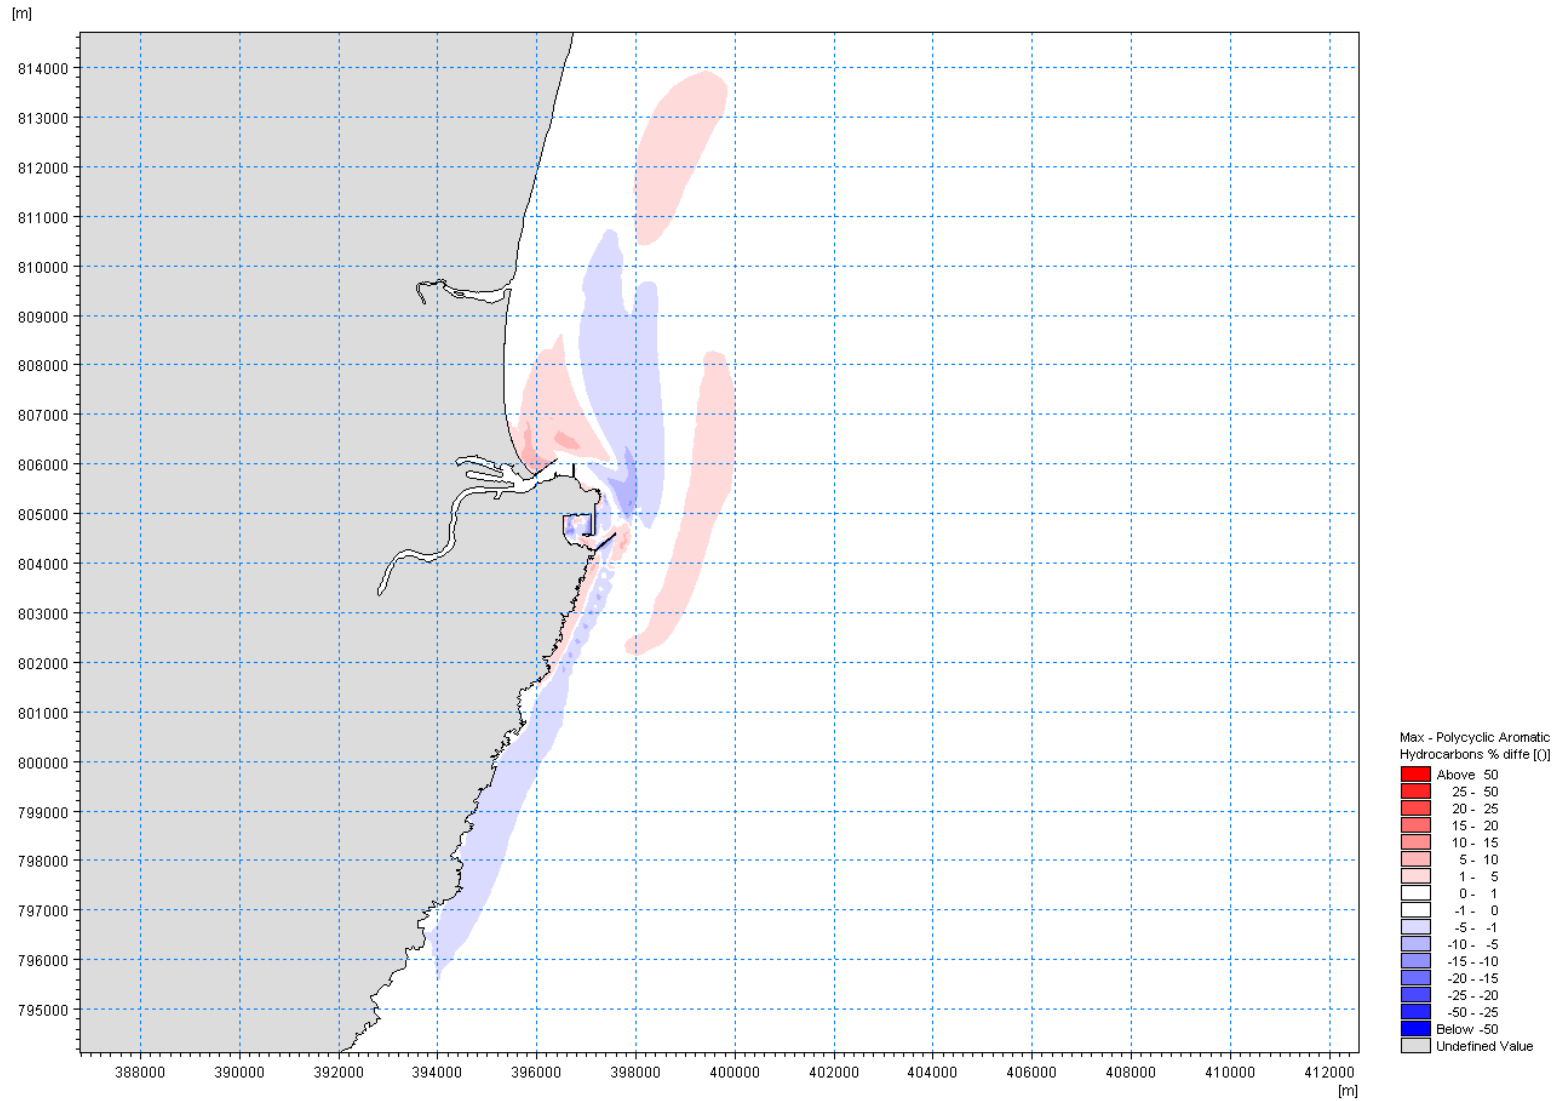 [m]
814000
813000
812000
811000
810000
809000
808000
807000
806000
805000
804000
803000
802000
801000
800000
799000
798000
797000
796000
795000
388000 390000 392000 394000 396000 398000 400000 402000 404000 406000 408000 410000 412000
[m]
Max - Polycyclic Aromatic
Hydrocarbons % diffe [()]
Above 50
25 - 50
20 - 25
15 - 20
10 - 15
5 - 10
1 - 5
0 - 1
-1 - 0
-5 - -1
-10 - -5
-15 - -10
-20 - -15
-25 - -20
-50 - -25
Below -50
Undefined Value